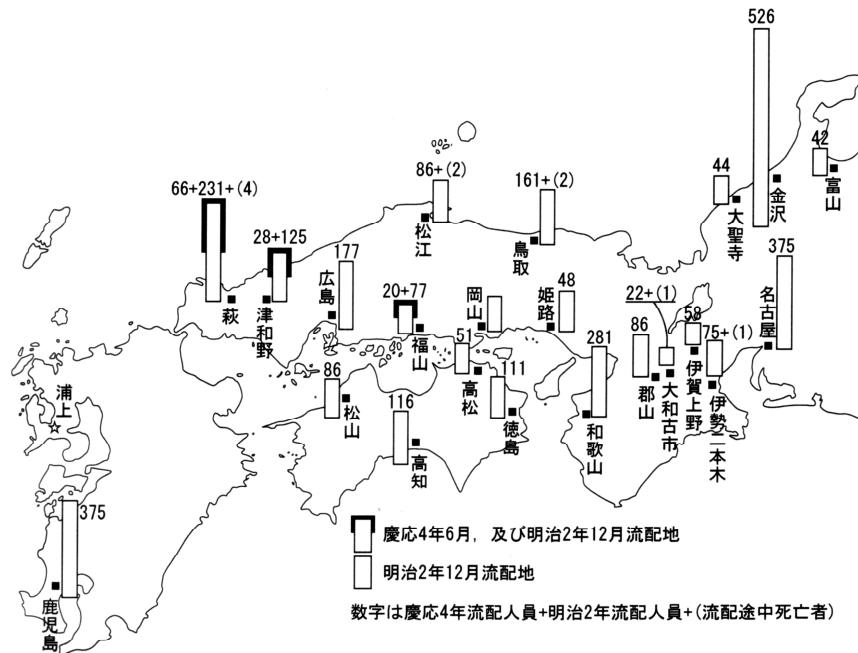 526
42
富山
金沢
44
大聖寺
86+(2)
松江
161+(2)
鳥取
66+231+(4)
萩
28+125
津和野
177
広島
20+77
福山
岡山
48
姫路
51
高松
111
徳島
86
松山
116
高知
281
和歌山
86
郡山
22+(1)
大和古市
58
伊賀上野
75+(1)
伊勢二本木
375
名古屋
浦上
375
鹿児島
慶応4年6月，及び明治2年12月流配地
明治2年12月流配地
数字は慶応4年流配人員+明治2年流配人員+(流配途中死亡者)